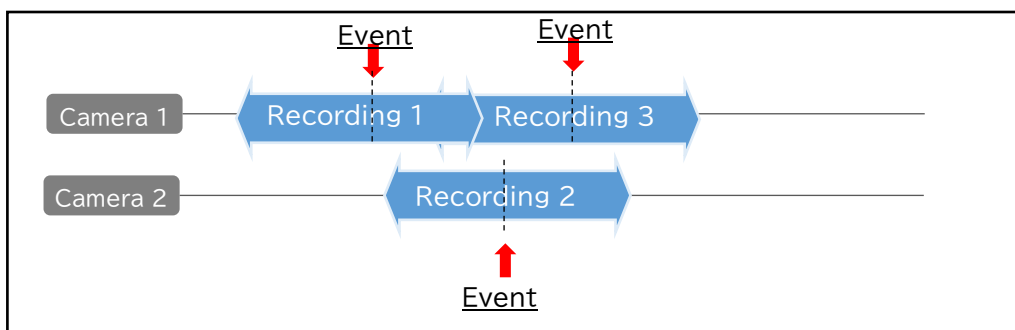 Event
Event
Camera 1
Recording 1
Recording 3
Camera 2
Recording 2
Event